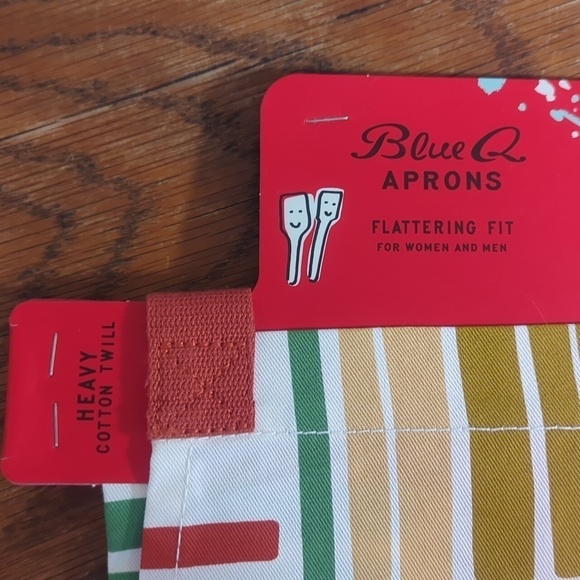 Blue Q
APRONS
FLATTERING FIT
FOR WOMEN AND MEN
HEAVY
COTTON TWILL